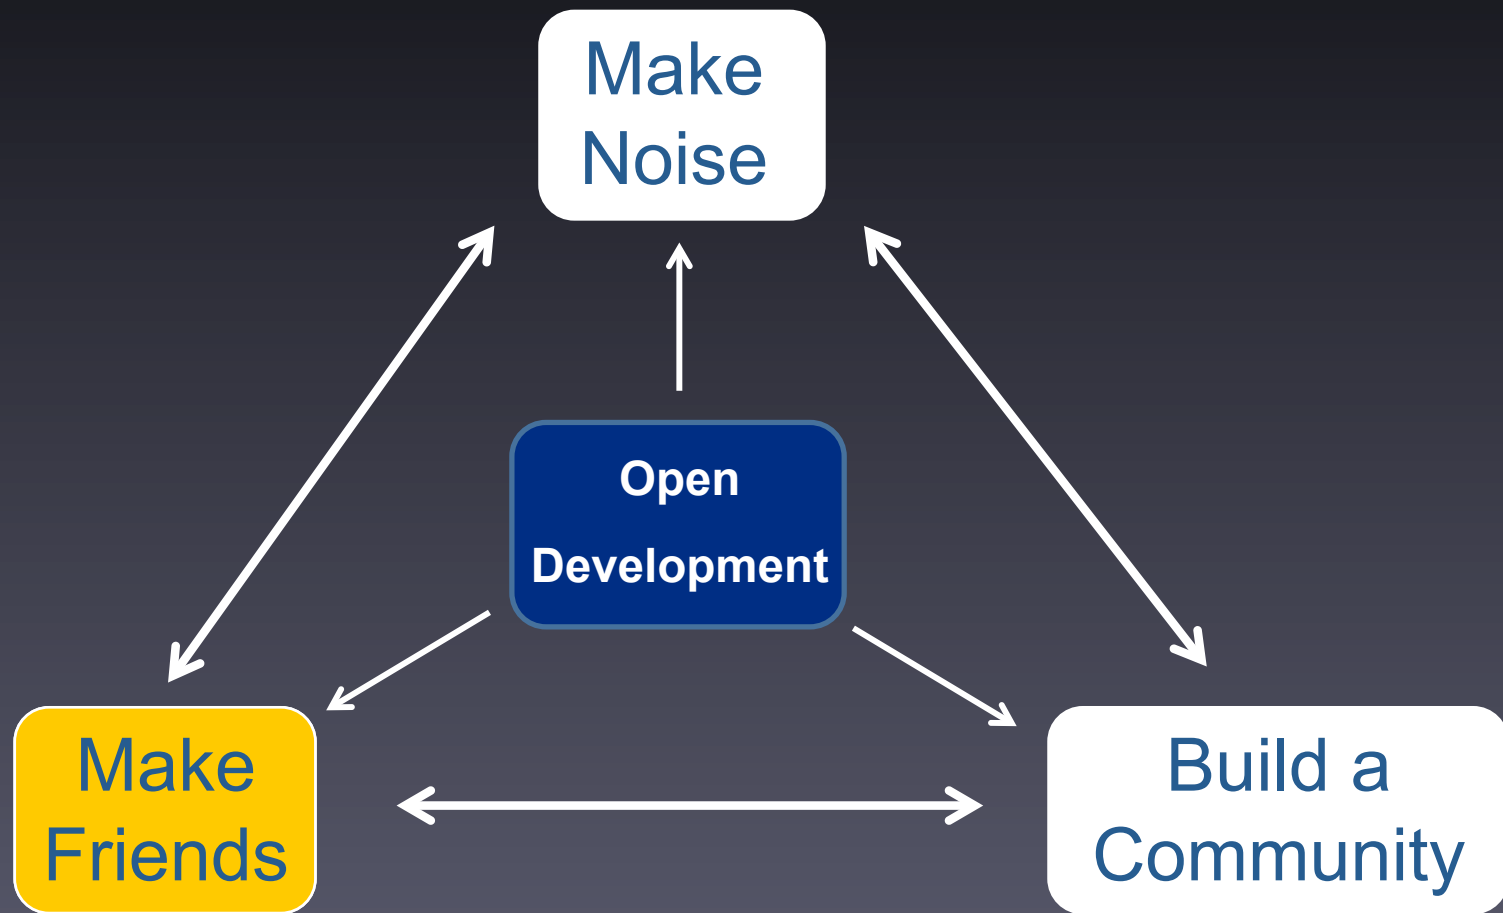 Make
Noise
Open
Development
Make
Friends
Build a
Community